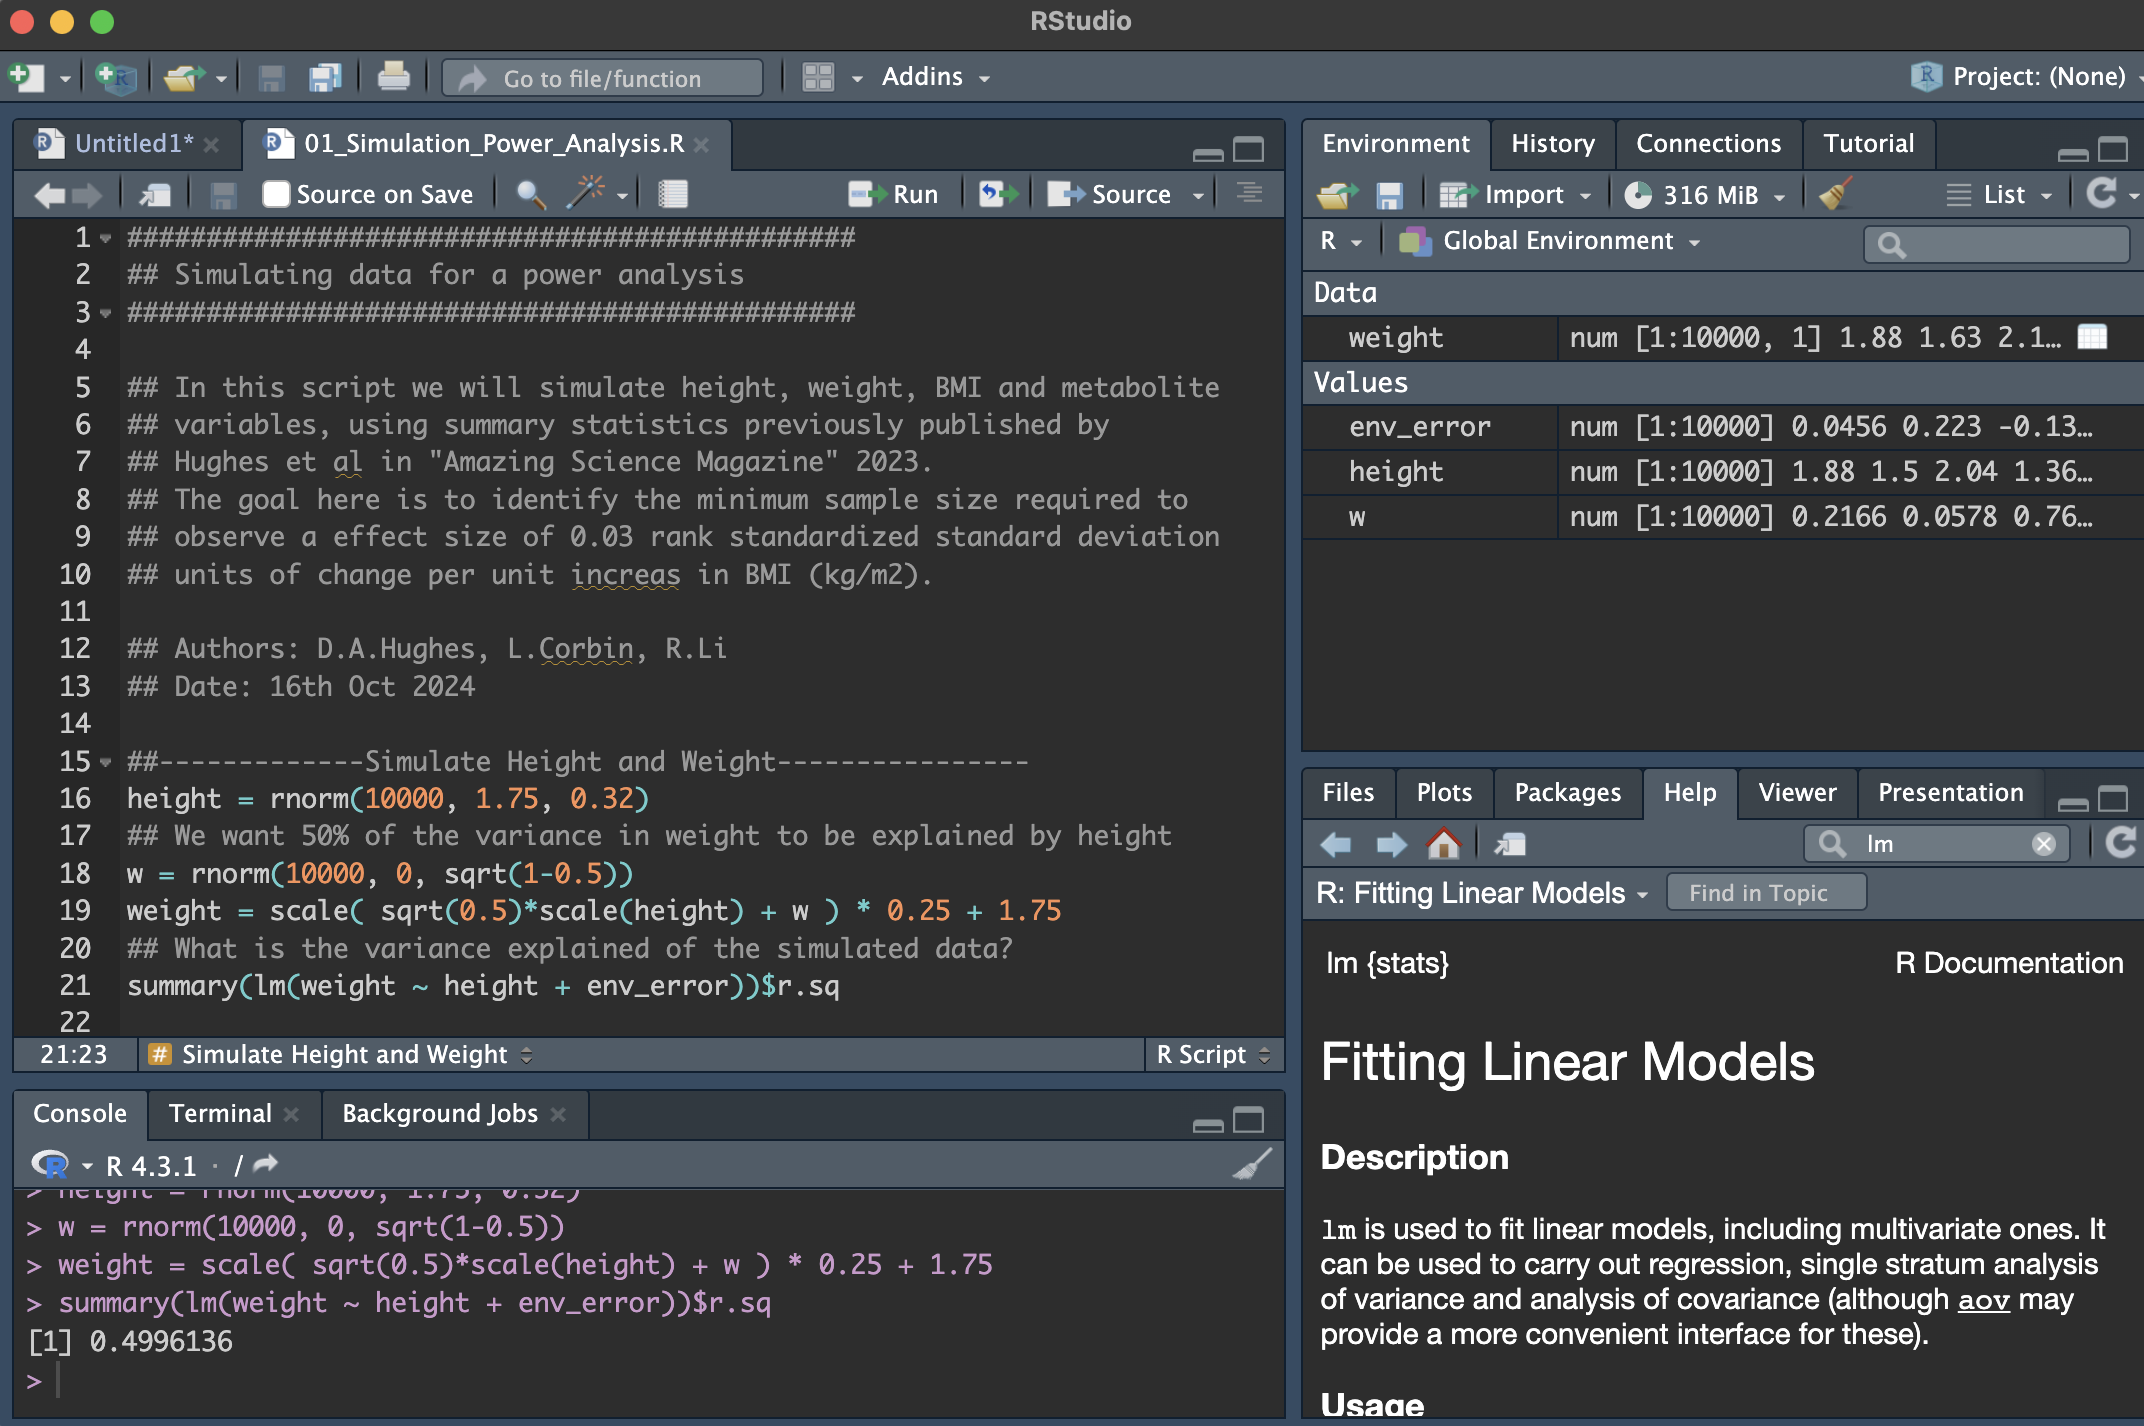 RStudio
Go to file/function
Addins
Project: (None)
Untitled1*
01_Simulation_Power_Analysis.R
Source on Save
Run
Source
1 ##############################################
2 ## Simulating data for a power analysis
3 ##############################################
4
5 ## In this script we will simulate height, weight, BMI and metabolite
6 ## variables, using summary statistics previously published by
7 ## Hughes et al in "Amazing Science Magazine" 2023.
8 ## The goal here is to identify the minimum sample size required to
9 ## observe a effect size of 0.03 rank standardized standard deviation
10 ## units of change per unit increas in BMI (kg/m2).
11
12 ## Authors: D.A.Hughes, L.Corbin, R.Li
13 ## Date: 16th Oct 2024
14
15 ##-------------Simulate Height and Weight----------------
16 height = rnorm(10000, 1.75, 0.32)
17 ## We want 50% of the variance in weight to be explained by height
18 w = rnorm(10000, 0, sqrt(1-0.5))
19 weight = scale( sqrt(0.5)*scale(height) + w ) * 0.25 + 1.75
20 ## What is the variance explained of the simulated data?
21 summary(lm(weight ~ height + env_error))$r.sq
22
21:23 # Simulate Height and Weight R Script
Console Terminal Background Jobs
R 4.3.1 · /
> height = rnorm(10000, 1.75, 0.32)
> w = rnorm(10000, 0, sqrt(1-0.5))
> weight = scale( sqrt(0.5)*scale(height) + w ) * 0.25 + 1.75
> summary(lm(weight ~ height + env_error))$r.sq
[1] 0.4996136
>
Environment History Connections Tutorial
Import 316 MiB List
R Global Environment
Data
weight num [1:10000, 1] 1.88 1.63 2.1…
Values
env_error num [1:10000] 0.0456 0.223 -0.13…
height num [1:10000] 1.88 1.5 2.04 1.36…
w num [1:10000] 0.2166 0.0578 0.76…
Files Plots Packages Help Viewer Presentation
lm
R: Fitting Linear Models Find in Topic
lm {stats} R Documentation
Fitting Linear Models
Description
lm is used to fit linear models, including multivariate ones. It
can be used to carry out regression, single stratum analysis
of variance and analysis of covariance (although aov may
provide a more convenient interface for these).
Usage